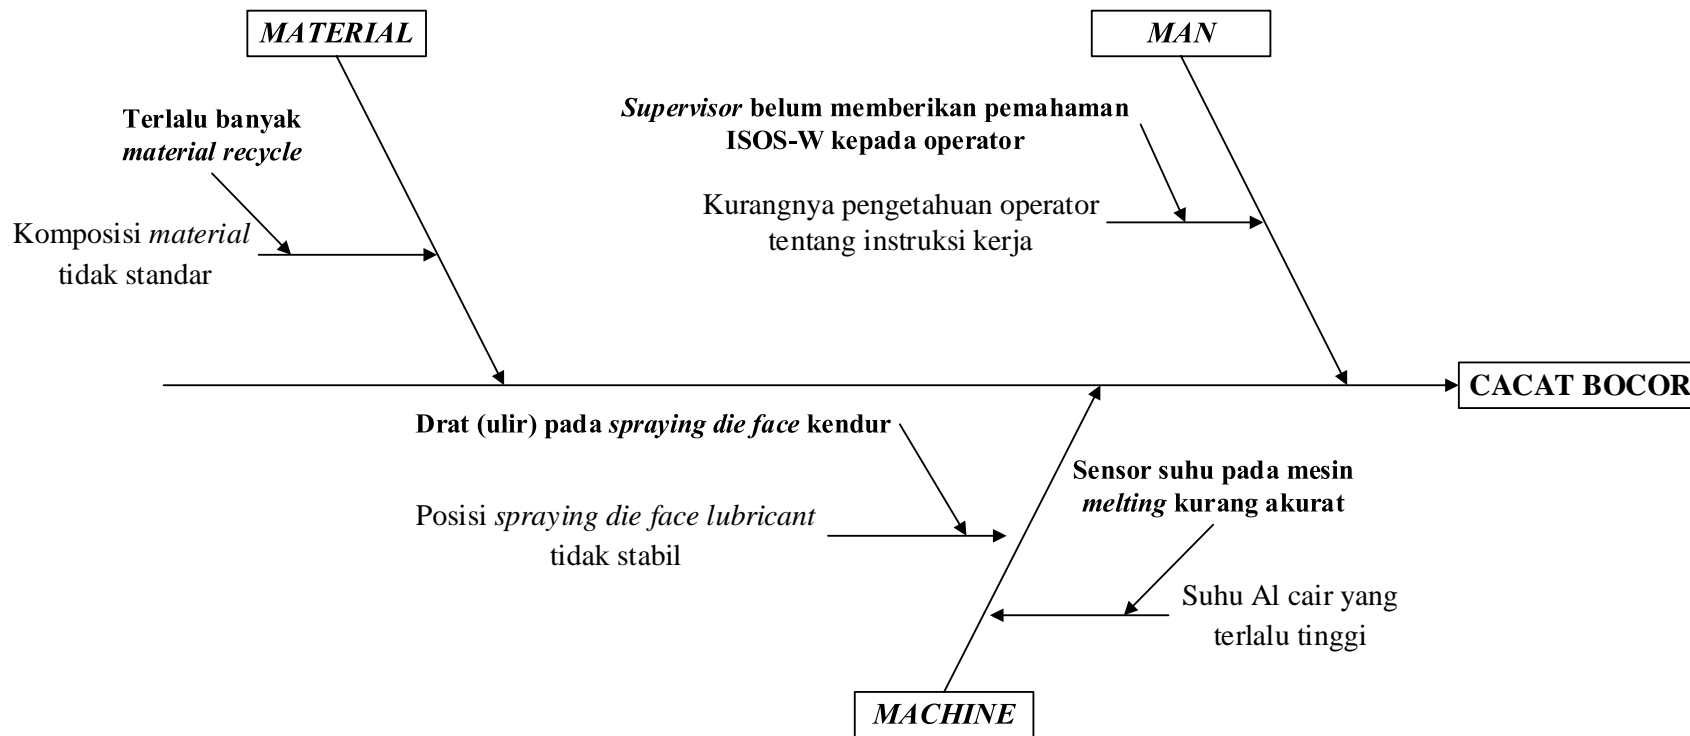 MATERIAL
MAN
Terlalu banyak
material recycle
Supervisor belum memberikan pemahaman
ISOS-W kepada operator
Komposisi material
tidak standar
Kurangnya pengetahuan operator
tentang instruksi kerja
CACAT BOCOR
Drat (ulir) pada spraying die face kendur
Sensor suhu pada mesin
melting kurang akurat
Posisi spraying die face lubricant
tidak stabil
Suhu Al cair yang
terlalu tinggi
MACHINE